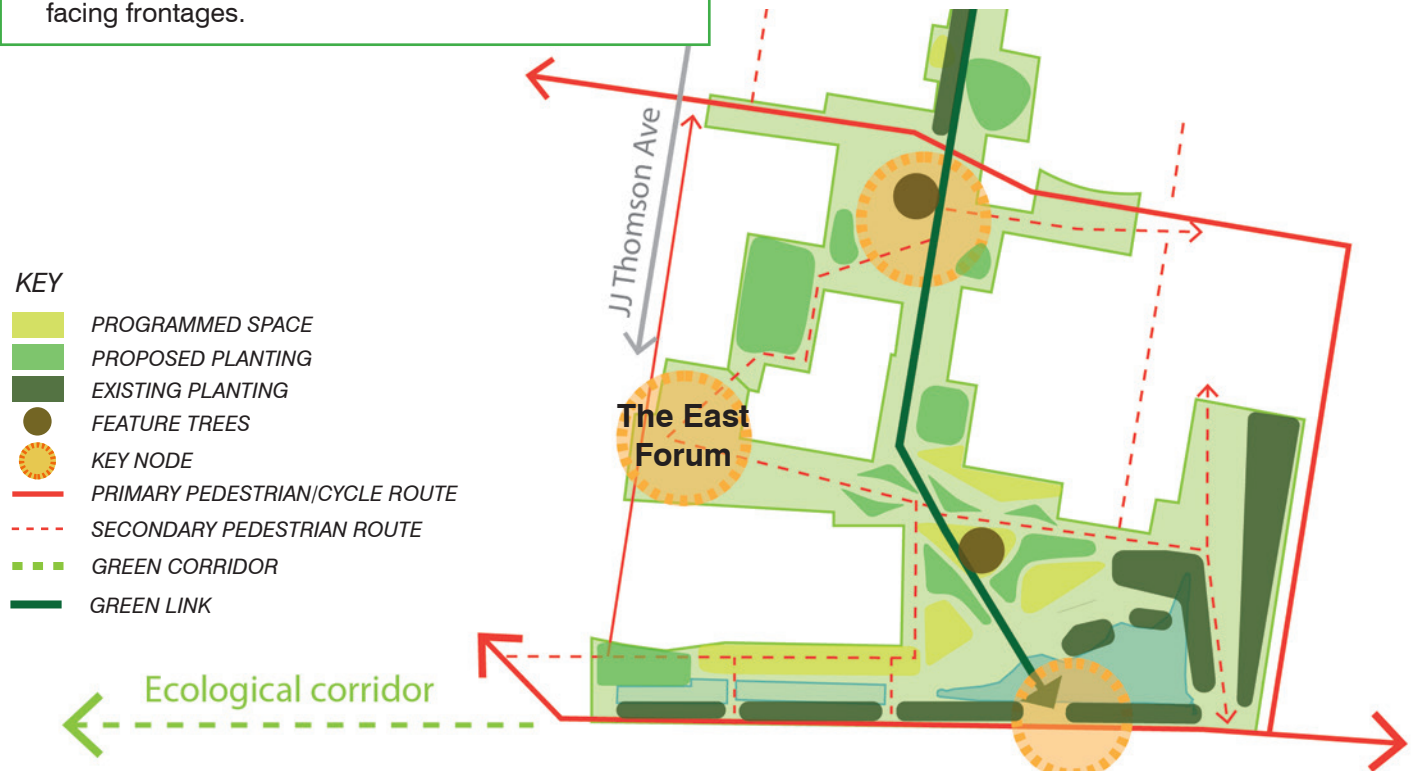 facing frontages.
JJ Thomson Ave
KEY
PROGRAMMED SPACE
PROPOSED PLANTING
EXISTING PLANTING
FEATURE TREES
KEY NODE
PRIMARY PEDESTRIAN/CYCLE ROUTE
SECONDARY PEDESTRIAN ROUTE
GREEN CORRIDOR
GREEN LINK
The East
Forum
Ecological corridor